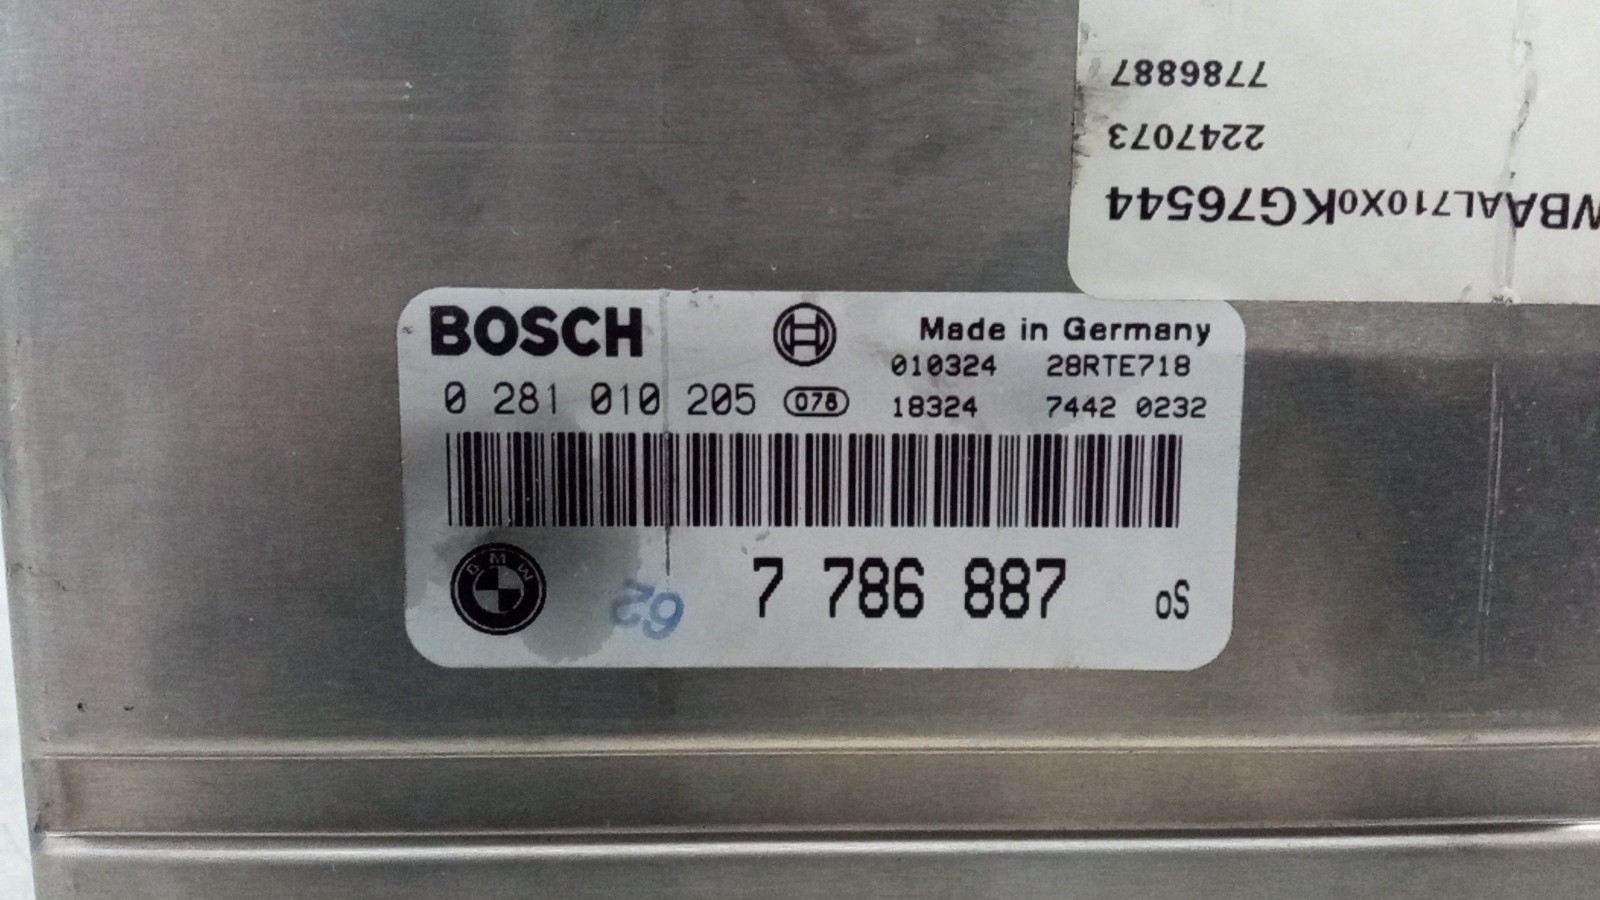 7786887
2247073
WBAAL710X0KG76544
BOSCH
Made in Germany
010324 28RTE718
0 281 010 205 078 18324 7442 0232
BMW
62 7 786 887 oS